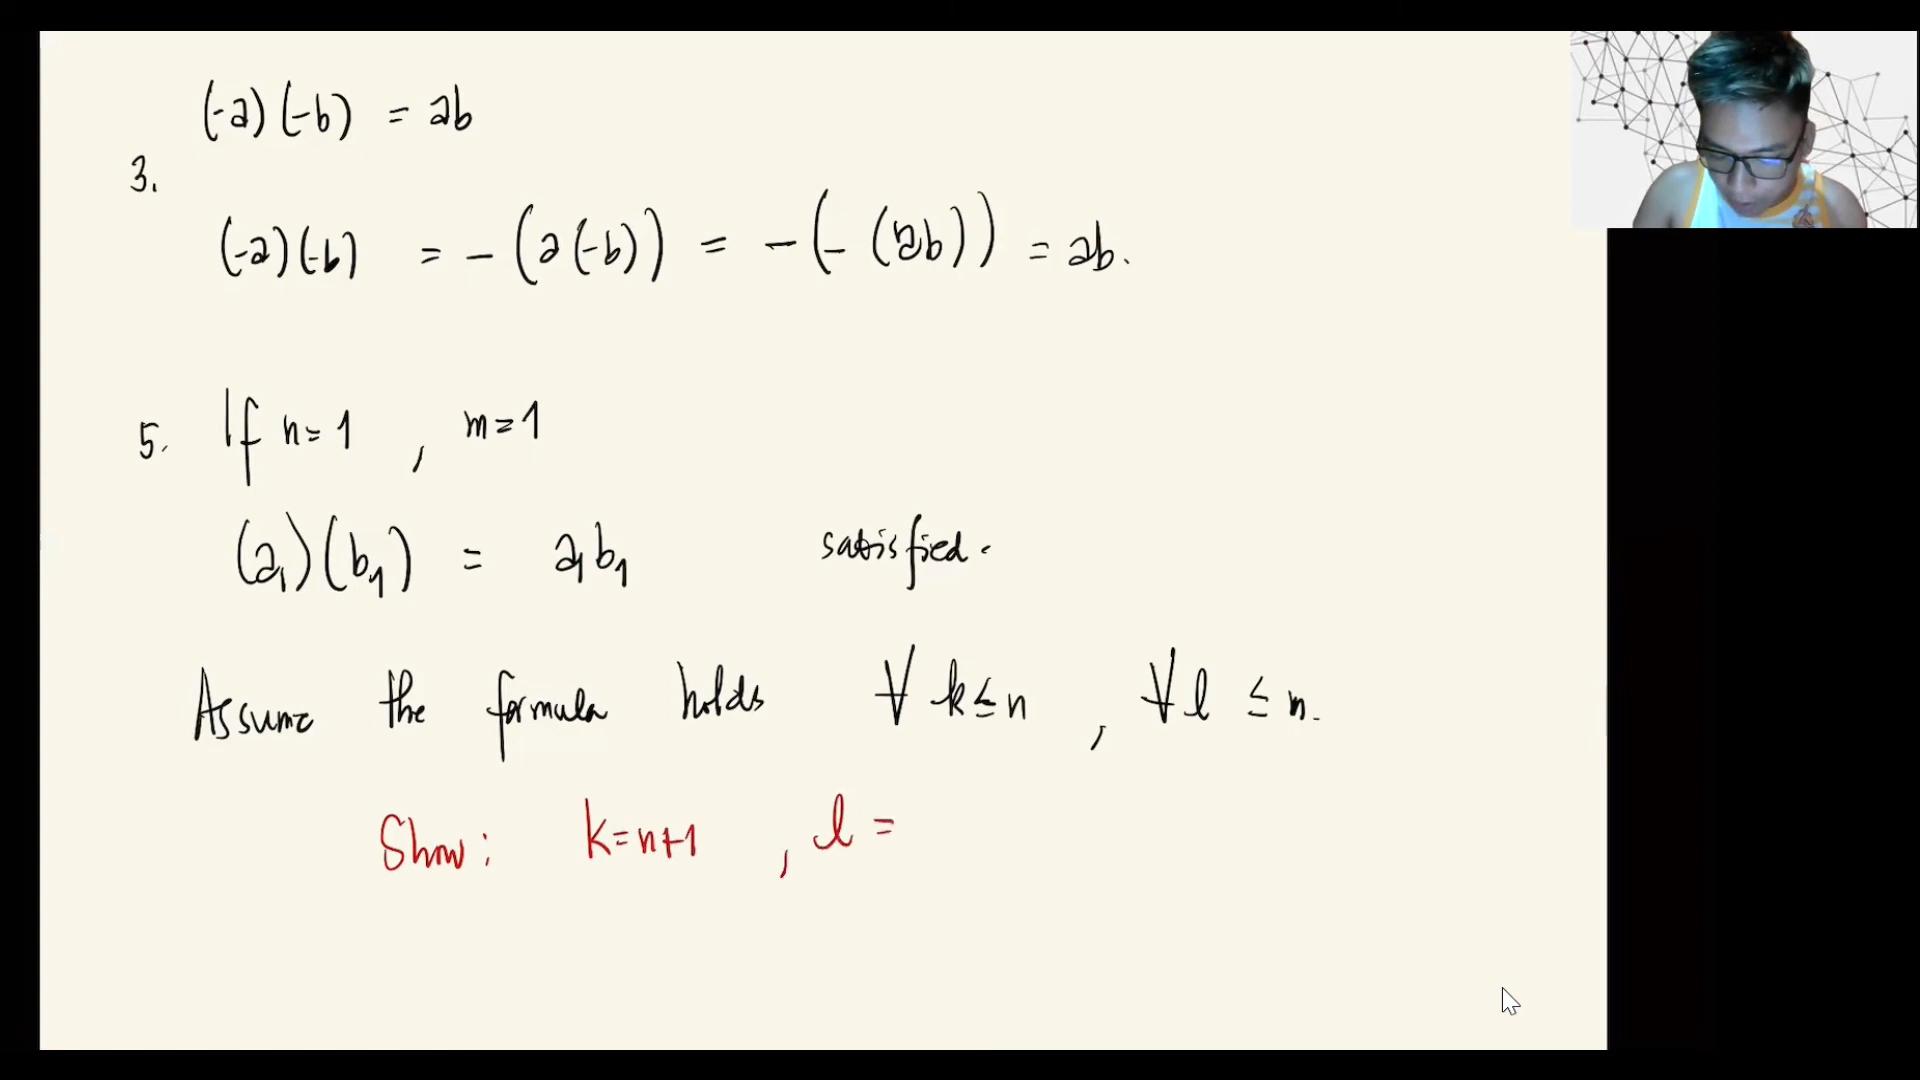 (-a)(-b) = ab
3.
(-a)(-b) = -(a(-b)) = -(-(ab)) = ab.
5. If n=1 , m=1
(a₁)(b₁) = a₁b₁ satisfied.
Assume the formula holds ∀ k≤n , ∀ l ≤ m.
Show: k=n+1 , l =